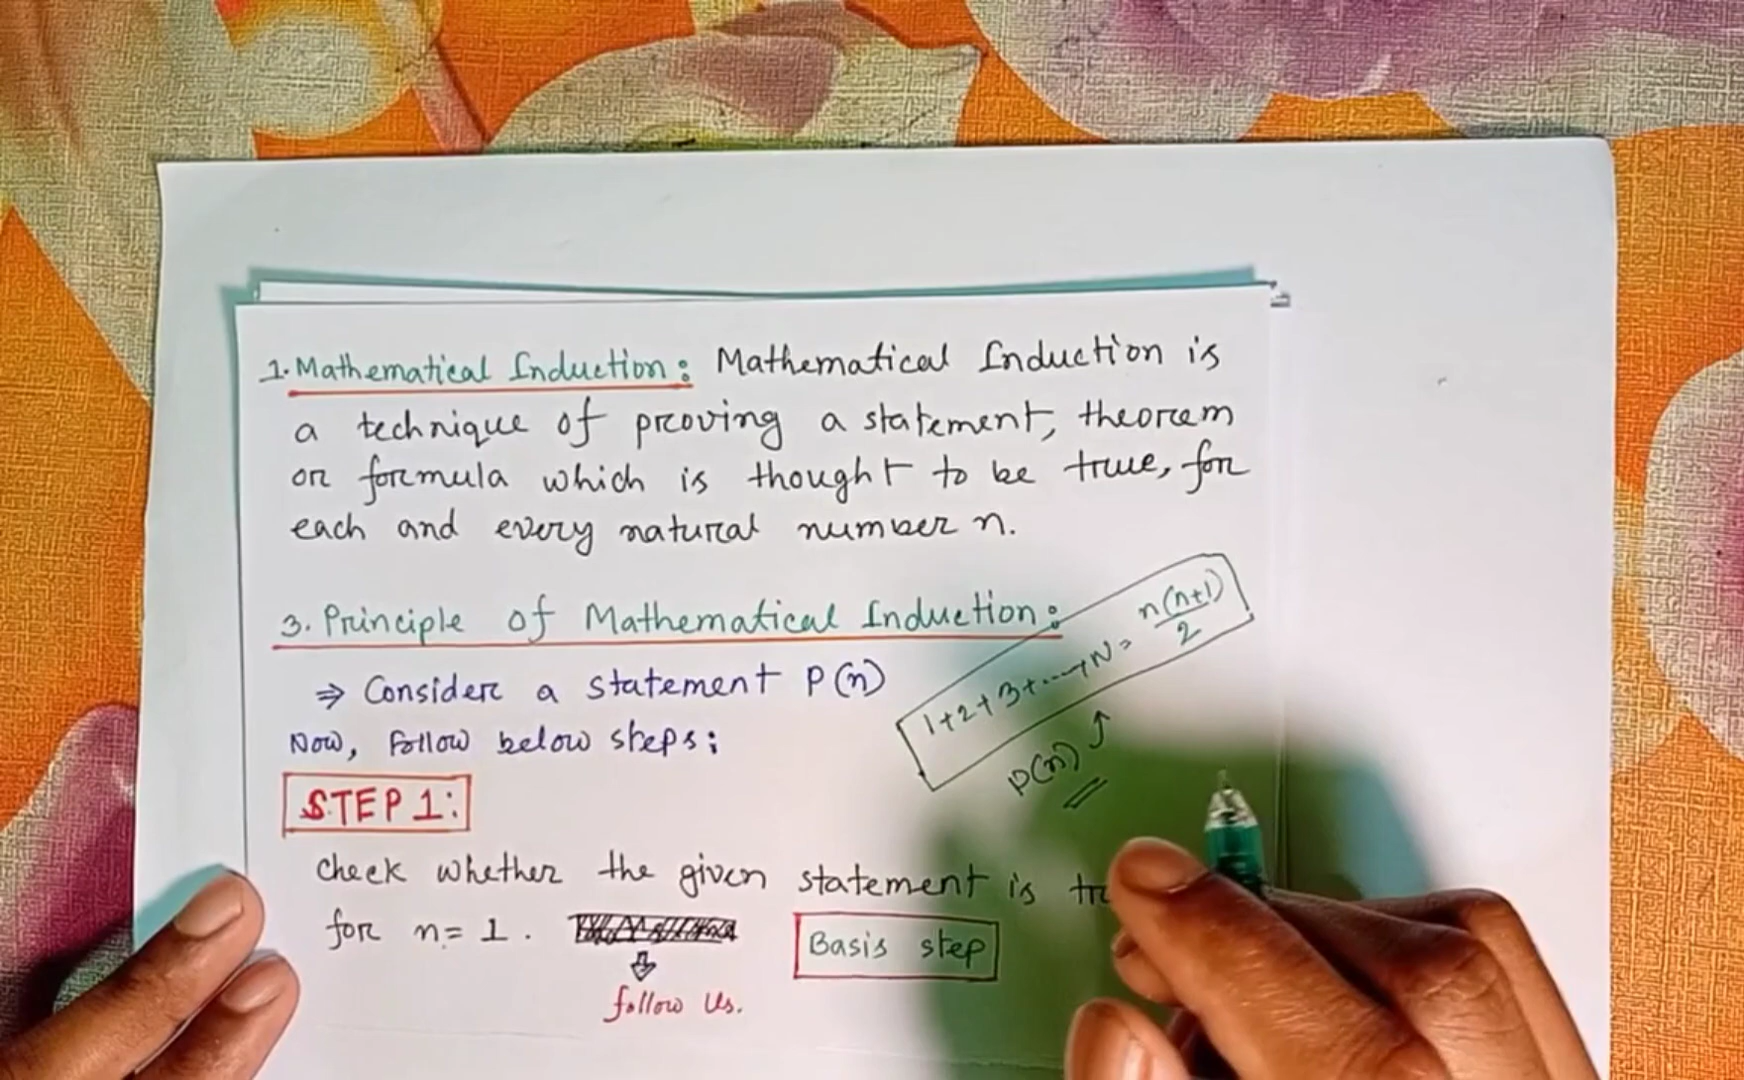 1. Mathematical Induction: Mathematical Induction is
a technique of proving a statement, theorem
or formula which is thought to be true, for
each and every natural number n.
3. Principle of Mathematical Induction:
⇒ Consider a statement P(n)
1+2+3+....+N = n(n+1)/2
P(n)
Now, follow below steps;
STEP 1:
check whether the given statement is
for n = 1.
Basis step
follow Us.